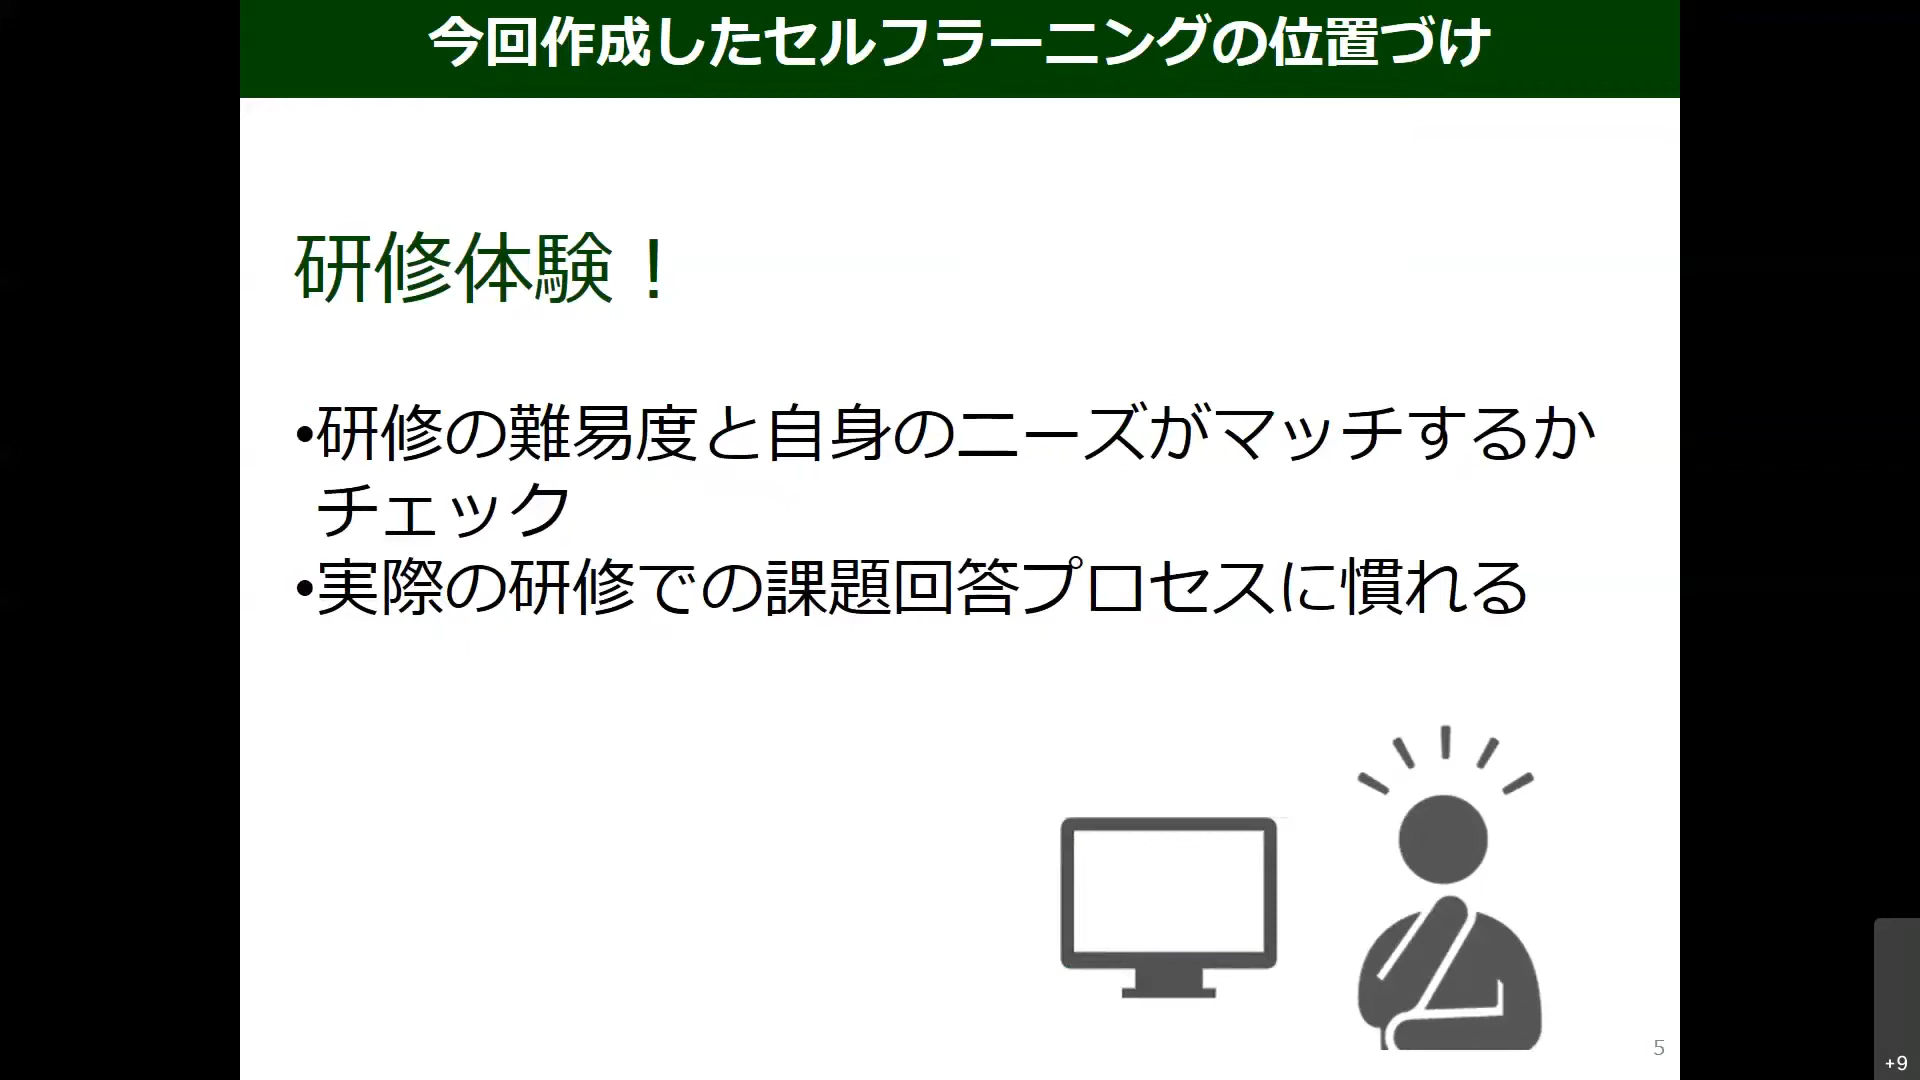 今回作成したセルフラーニングの位置づけ
研修体験！
•研修の難易度と自身のニーズがマッチするか
チェック
•実際の研修での課題回答プロセスに慣れる
5
+9